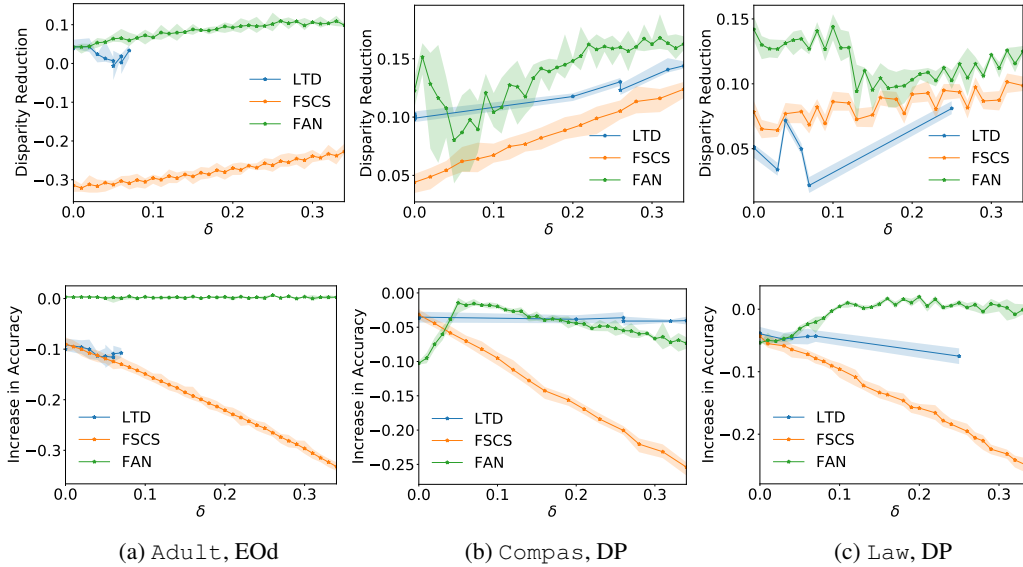 Disparity Reduction
0.1
0.0
−0.1
−0.2
−0.3
LTD
FSCS
FAN
0.0 0.1 0.2 0.3
δ
Disparity Reduction
0.15
0.10
0.05
LTD
FSCS
FAN
0.0 0.1 0.2 0.3
δ
Disparity Reduction
0.15
0.10
0.05
LTD
FSCS
FAN
0.0 0.1 0.2 0.3
δ
Increase in Accuracy
0.0
−0.1
−0.2
−0.3
LTD
FSCS
FAN
0.0 0.1 0.2 0.3
δ
Increase in Accuracy
0.00
−0.05
−0.10
−0.15
−0.20
−0.25
LTD
FSCS
FAN
0.0 0.1 0.2 0.3
δ
Increase in Accuracy
0.0
−0.1
−0.2
LTD
FSCS
FAN
0.0 0.1 0.2 0.3
δ
(a) Adult, EOd
(b) Compas, DP
(c) Law, DP